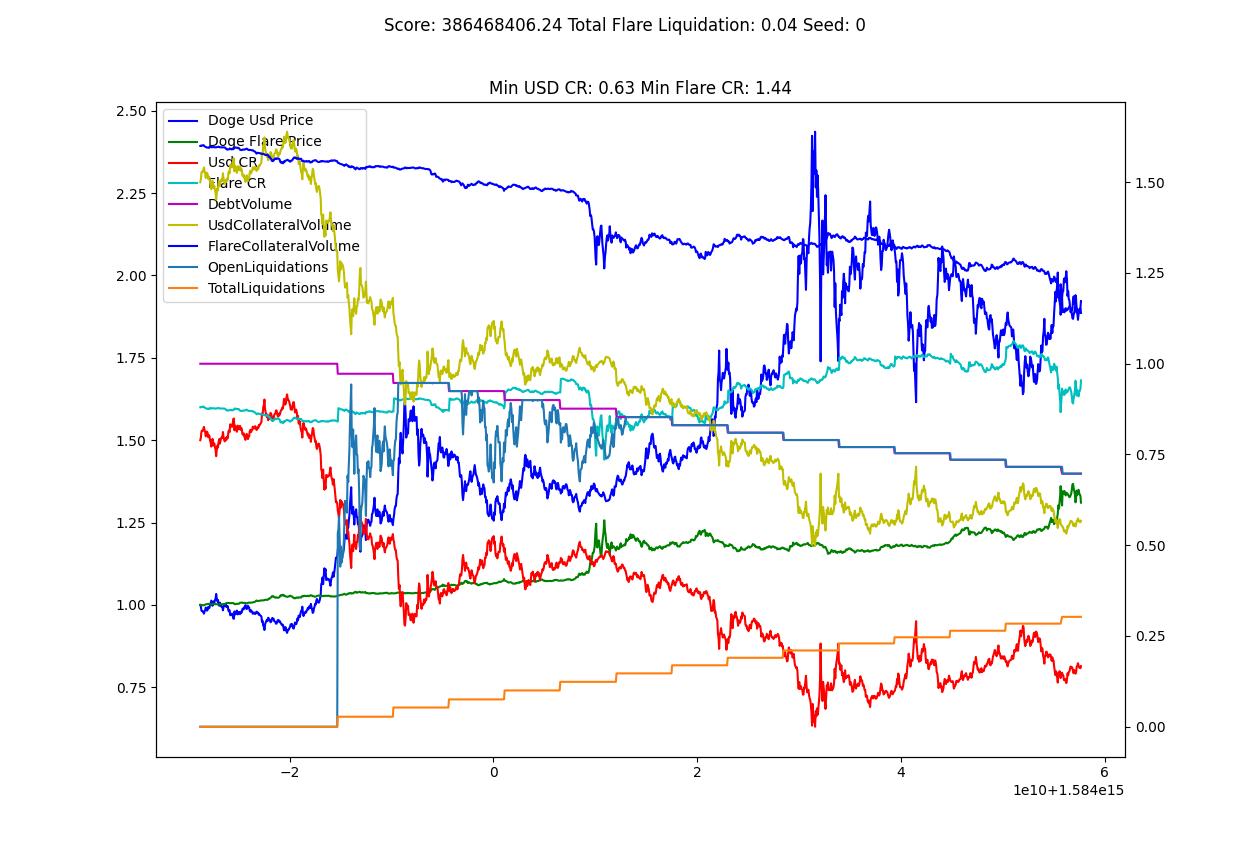 Score: 386468406.24 Total Flare Liquidation: 0.04 Seed: 0
Min USD CR: 0.63 Min Flare CR: 1.44
Doge Usd Price
Doge Flare Price
Usd CR
Flare CR
DebtVolume
UsdCollateralVolume
FlareCollateralVolume
OpenLiquidations
TotalLiquidations
2.50
2.25
2.00
1.75
1.50
1.25
1.00
0.75
1.50
1.25
1.00
0.75
0.50
0.25
0.00
−2
0
2
4
6
1e10+1.584e15